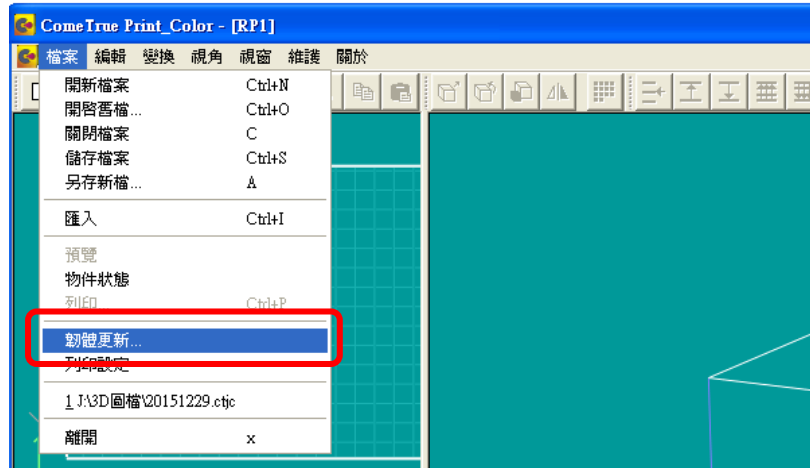 ComeTrue Print_Color - [RP1]
檔案 編輯 變換 視角 視窗 維護 關於
開新檔案 Ctrl+N
開啓舊檔... Ctrl+O
關閉檔案 C
儲存檔案 Ctrl+S
另存新檔... A
匯入 Ctrl+I
預覽
物件狀態
列印... Ctrl+P
韌體更新...
列印設定
1 J:\3D圖檔\20151229.ctjc
離開 x